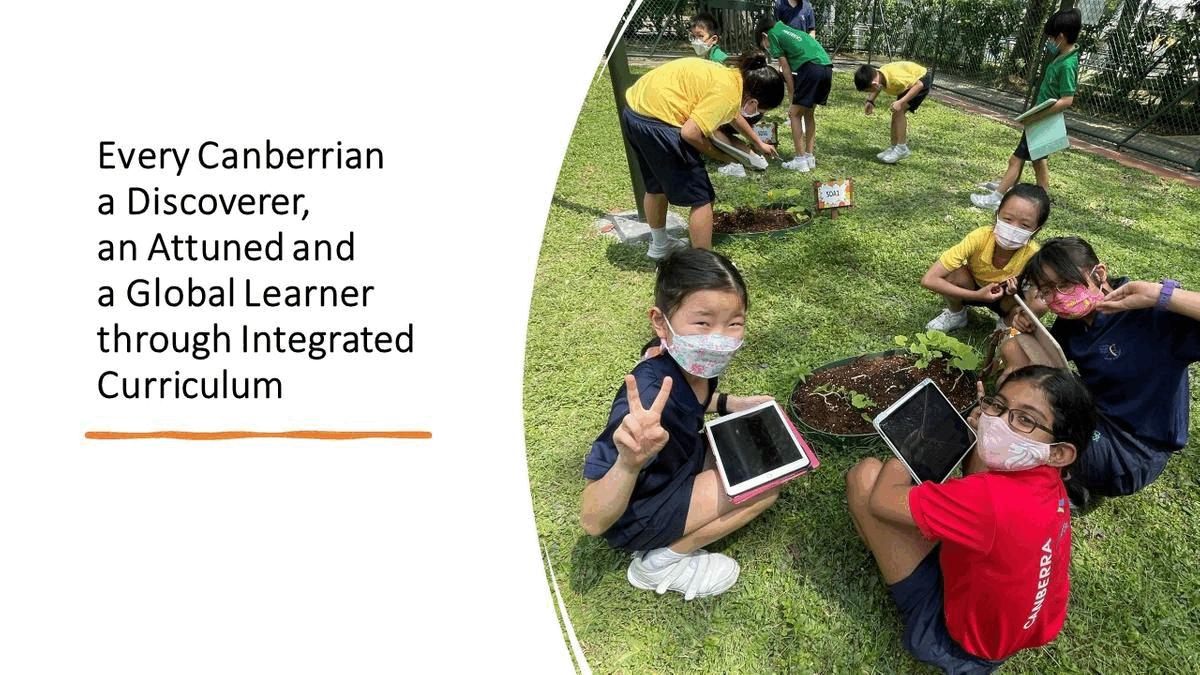 Every Canberrian
a Discoverer,
an Attuned and
a Global Learner
through Integrated
Curriculum
5OA1
CANBERRA